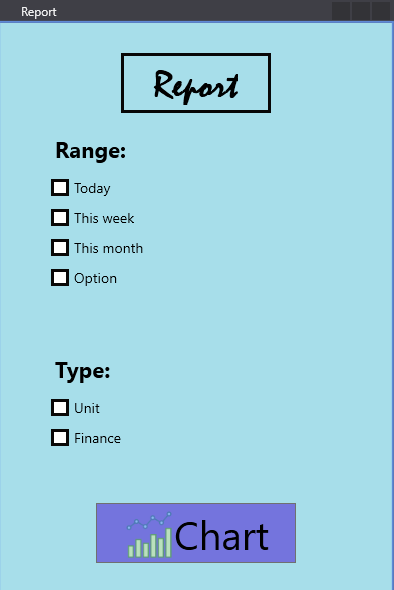 Report
Report
Range:
Today
This week
This month
Option
Type:
Unit
Finance
Chart